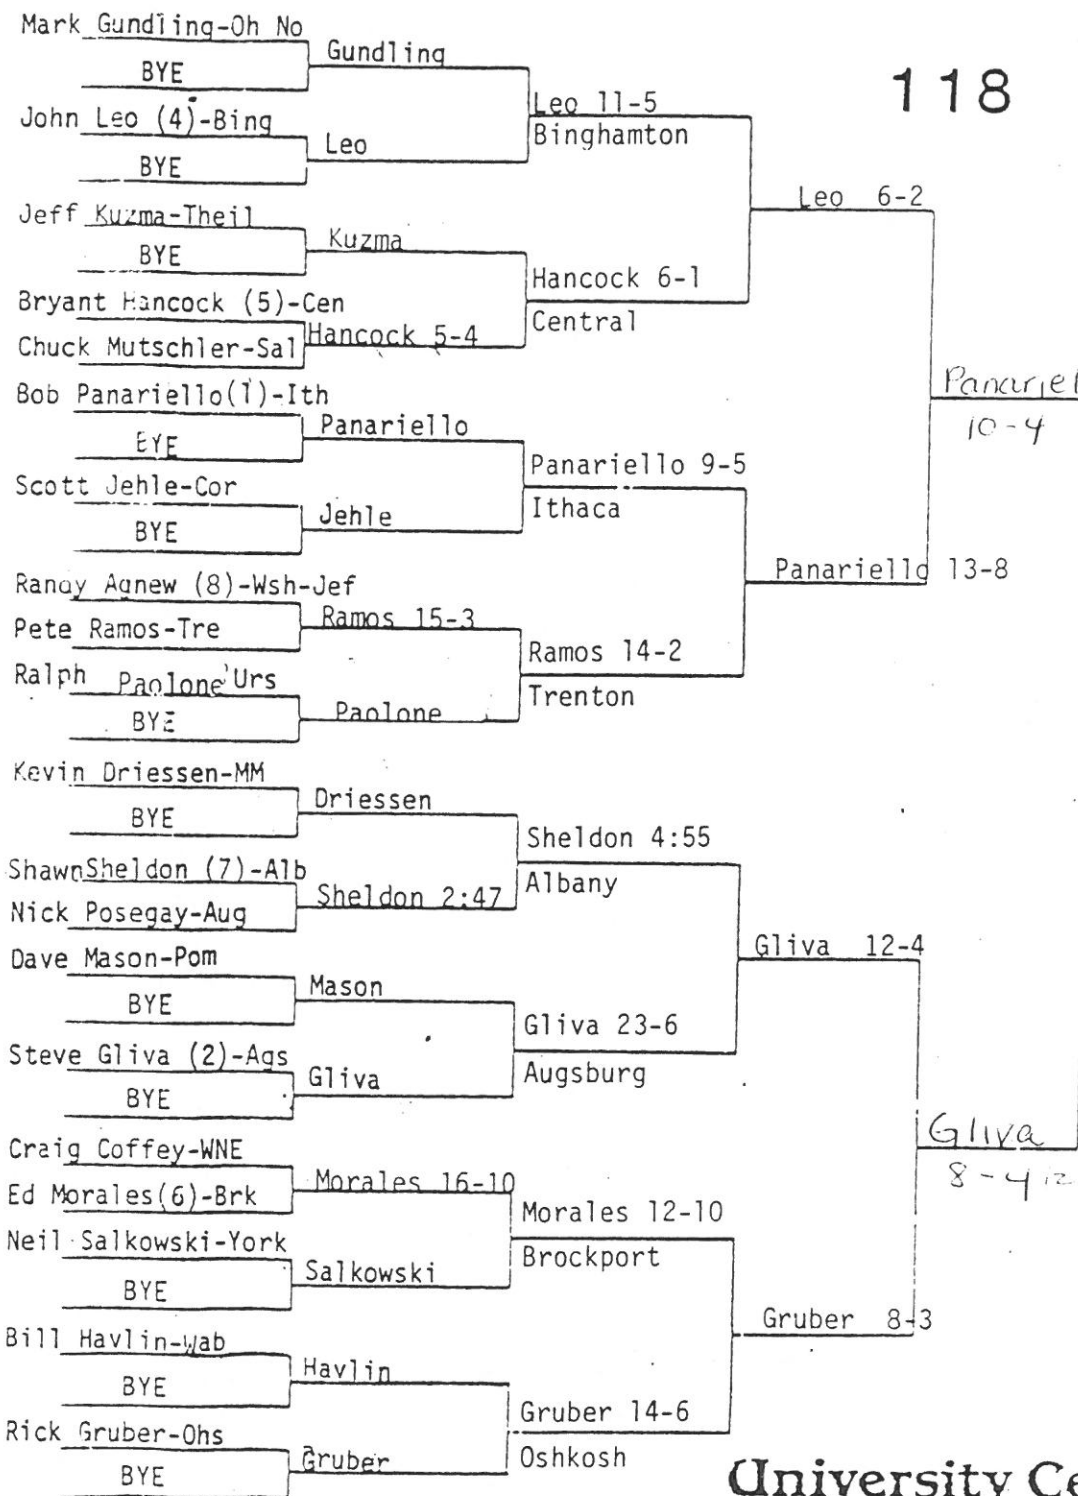 Mark Gundling-Oh No
Gundling
BYE
118
Leo 11-5
John Leo (4)-Bing
Binghamton
Leo
BYE
Leo 6-2
Jeff Kuzma-Theil
Kuzma
BYE
Hancock 6-1
Bryant Hancock (5)-Cen
Central
Hancock 5-4
Chuck Mutschler-Sal
Panariel
Bob Panariello(1)-Ith
10-4
Panariello
BYE
Panariello 9-5
Scott Jehle-Cor
Ithaca
Jehle
BYE
Panariello 13-8
Randy Agnew (8)-Wsh-Jef
Ramos 15-3
Pete Ramos-Tre
Ramos 14-2
Ralph Paolone Urs
Trenton
Paolone
BYE
Kevin Driessen-MM
Driessen
BYE
Sheldon 4:55
Shawn Sheldon (7)-Alb
Albany
Sheldon 2:47
Nick Posegay-Aug
Gliva 12-4
Dave Mason-Pom
Mason
BYE
Gliva 23-6
Steve Gliva (2)-Ags
Augsburg
Gliva
BYE
Gliva
8-4
Craig Coffey-WNE
Morales 16-10
Ed Morales(6)-Brk
Morales 12-10
Neil Salkowski-York
Brockport
Salkowski
BYE
Gruber 8-3
Bill Havlin-Wab
Havlin
BYE
Gruber 14-6
Rick Gruber-Ohs
Oshkosh
Gruber
BYE
University Ce